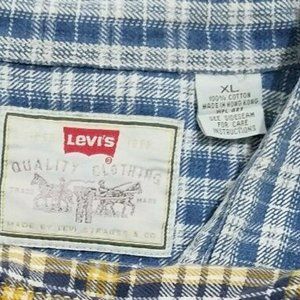 LEVI'S
QUALITY CLOTHING
TRADE MARK
MADE BY LEVI STRAUSS & CO
XL
100% COTTON
MADE IN HONG KONG
SEE SIDESEAM
FOR CARE
INSTRUCTIONS